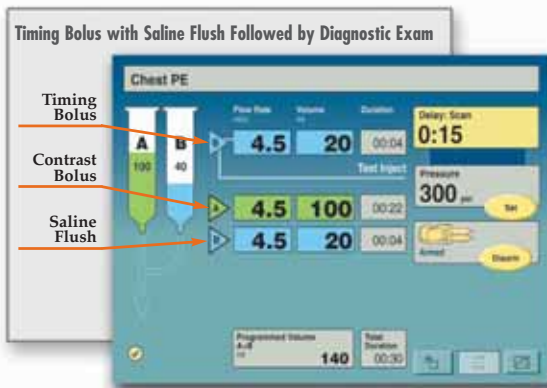 Timing Bolus with Saline Flush Followed by Diagnostic Exam
Chest PE
Timing
Bolus
Contrast
Bolus
Saline
Flush
A B
100 40
Flow Rate Volume Duration
4.5 20 00:04
Test Inject
A 4.5 100 00:22
B 4.5 20 00:04
Delay: Scan
0:15
Pressure
300 psi
Set
Armed
Disarm
Programmed Volume
A+B
140
Total
Duration
00:30